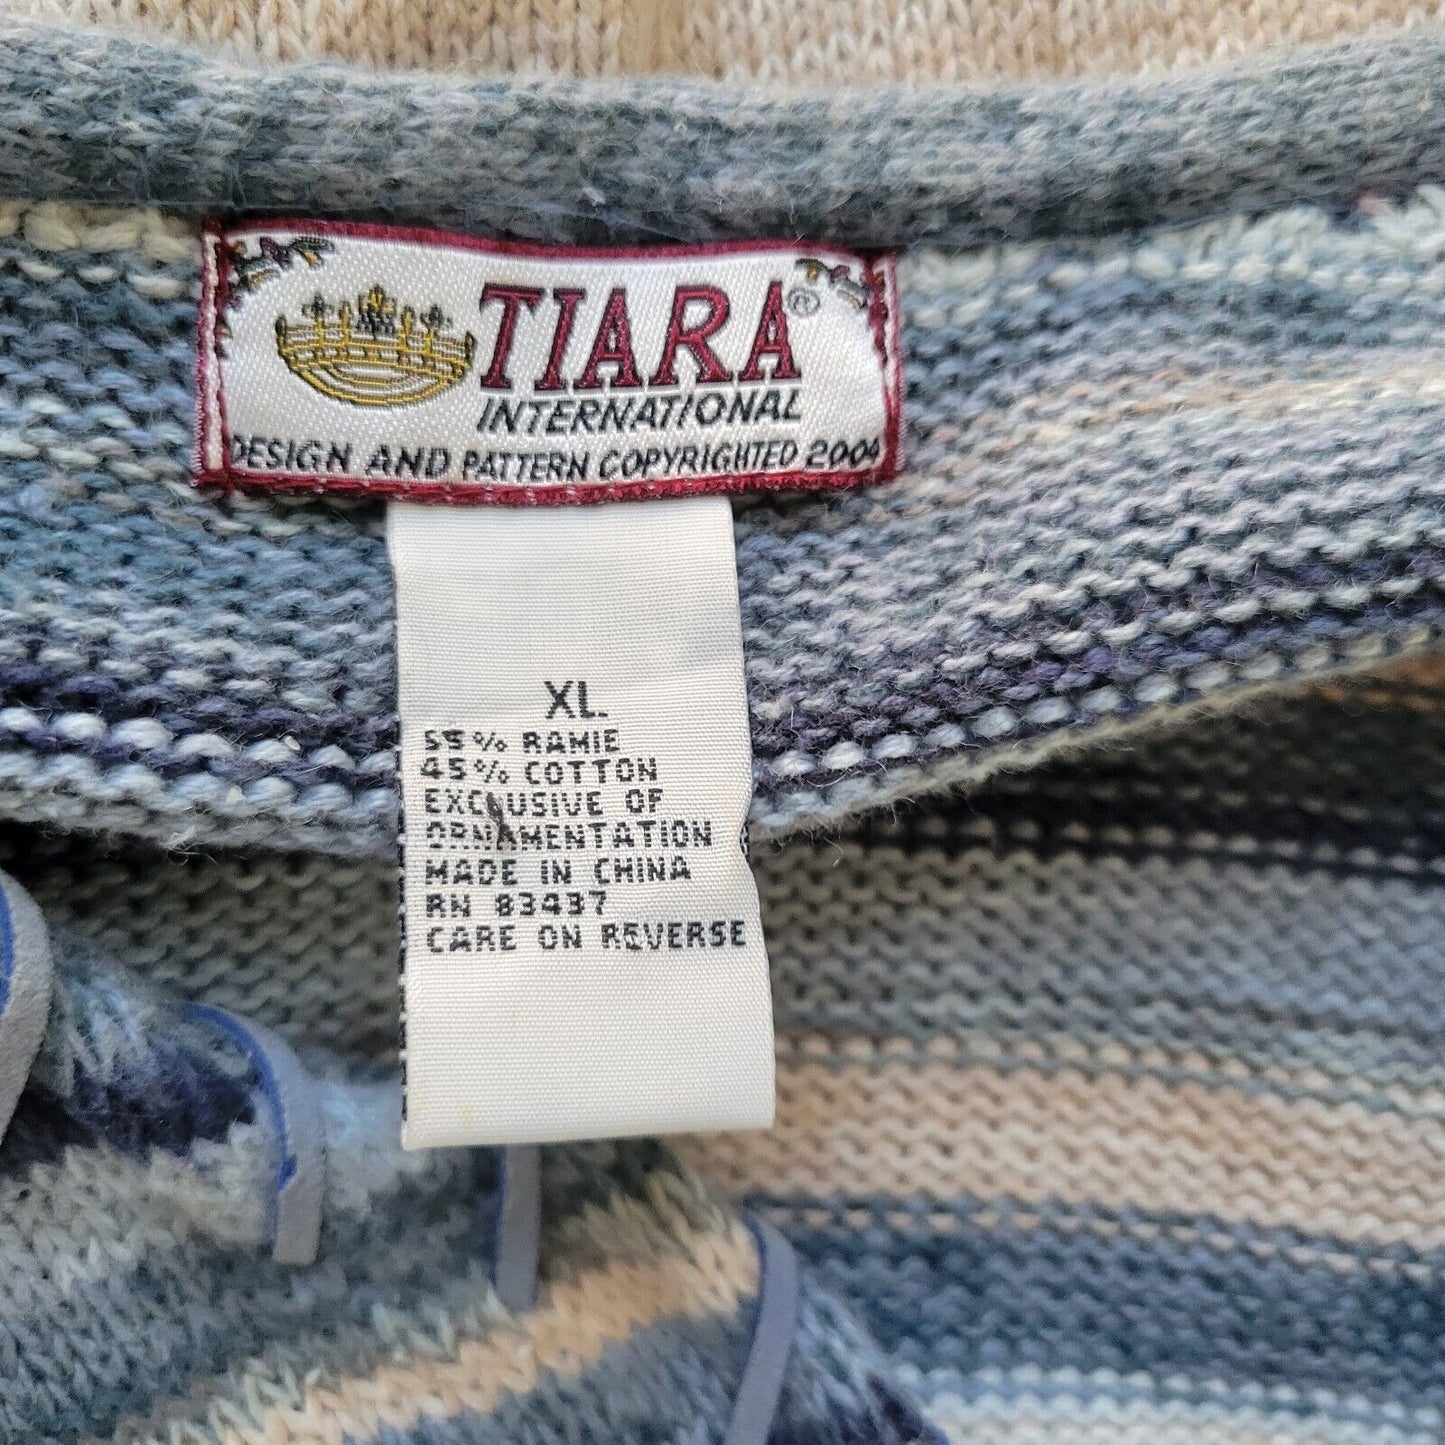 TIARA®
INTERNATIONAL
DESIGN AND PATTERN COPYRIGHTED 2004
XL
55% RAMIE
45% COTTON
EXCLUSIVE OF
ORNAMENTATION
MADE IN CHINA
RN 83437
CARE ON REVERSE